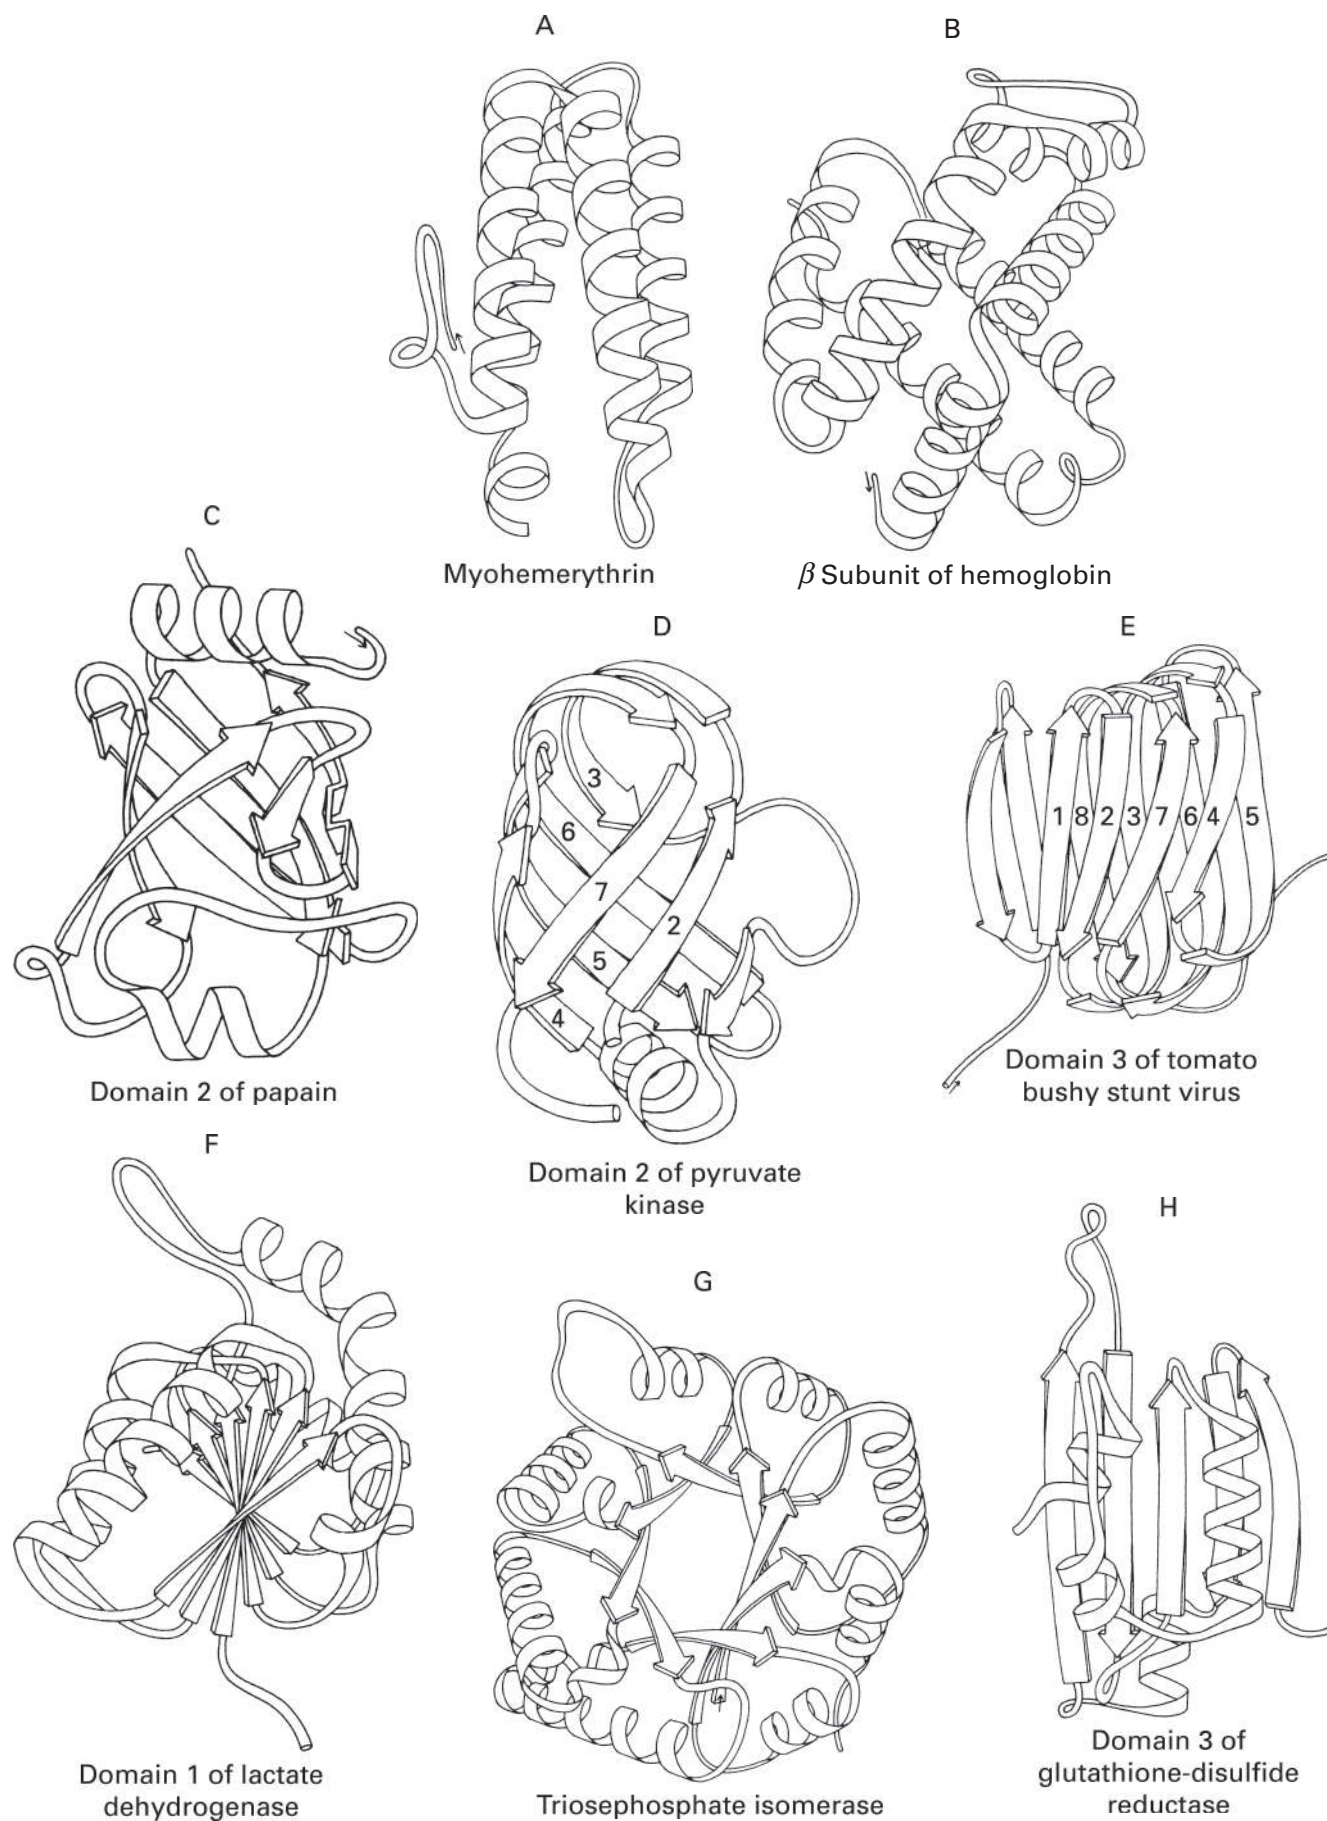 A
B
Myohemerythrin
β Subunit of hemoglobin
C
D
E
3
6
7
2
5
4
1 8 2 3 7 6 4 5
Domain 2 of papain
Domain 2 of pyruvate
kinase
Domain 3 of tomato
bushy stunt virus
F
G
H
Domain 1 of lactate
dehydrogenase
Triosephosphate isomerase
Domain 3 of
glutathione-disulfide
reductase